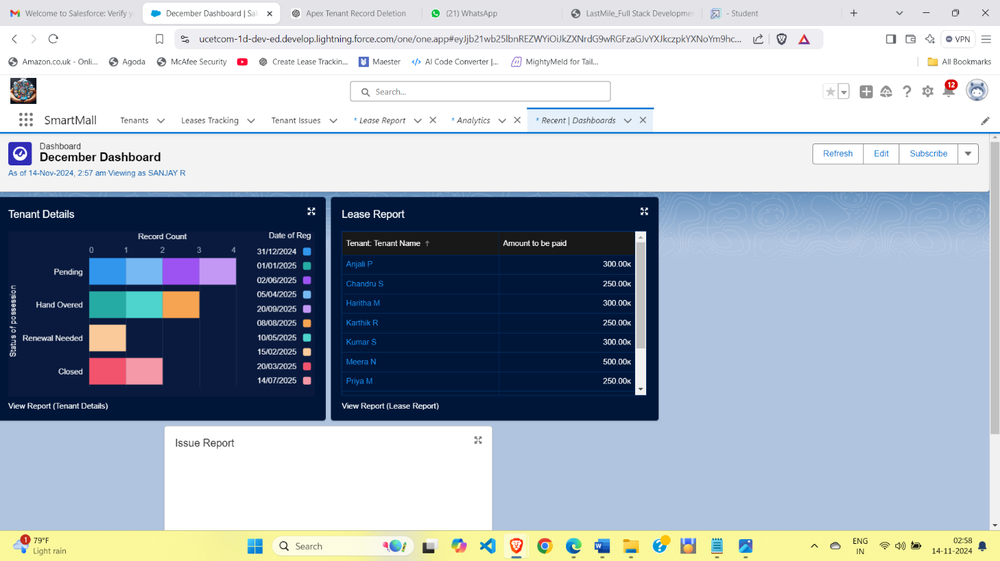 Welcome to Salesforce: Verify y
December Dashboard | Sal
Apex Tenant Record Deletion
(21) WhatsApp
LastMile_Full Stack Developmen
- Student
ucetcom-1d-dev-ed.develop.lightning.force.com/one/one.app#eyJjb21wb25lbnREZWYiOiJkZXNrdG9wRGFzaGJvYXJkczpkYXNoYm9hc...
VPN
Amazon.co.uk - Onli...
Agoda
McAfee Security
Create Lease Trackin...
Maester
AI Code Converter |...
MightyMeld for Tail...
All Bookmarks
Search...
12
SmartMall
Tenants
Leases Tracking
Tenant Issues
* Lease Report
* Analytics
* Recent | Dashboards
Dashboard
December Dashboard
As of 14-Nov-2024, 2:57 am·Viewing as SANJAY R
Refresh
Edit
Subscribe
Tenant Details
Record Count
Date of Reg
0 1 2 3 4
Status of possession
Pending
Hand Overed
Renewal Needed
Closed
31/12/2024
01/01/2025
02/06/2025
05/04/2025
20/09/2025
08/08/2025
10/05/2025
15/02/2025
20/03/2025
14/07/2025
View Report (Tenant Details)
Lease Report
Tenant: Tenant Name ↑ Amount to be paid
Anjali P 300.00K
Chandru S 250.00K
Haritha M 300.00K
Karthik R 250.00K
Kumar S 300.00K
Meera N 500.00K
Priya M 250.00K
View Report (Lease Report)
Issue Report
1
79°F
Light rain
Search
ENG
IN
02:58
14-11-2024